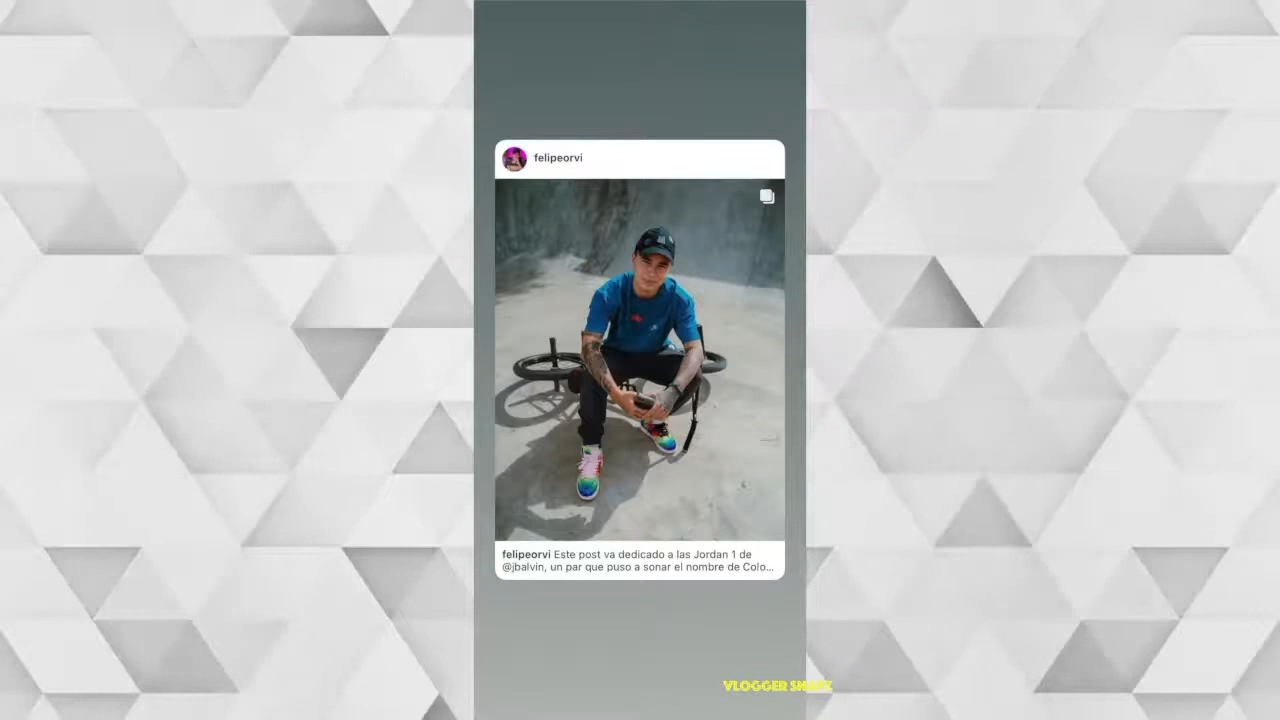 felipeorvi
felipeorvi Este post va dedicado a las Jordan 1 de
@jbalvin, un par que puso a sonar el nombre de Colo...
VLOGGER